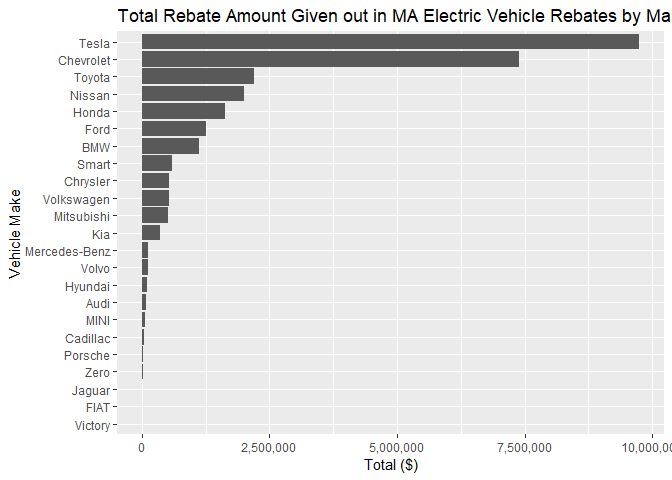 Total Rebate Amount Given out in MA Electric Vehicle Rebates by Ma
Tesla
Chevrolet
Toyota
Nissan
Honda
Ford
BMW
Smart
Chrysler
Volkswagen
Mitsubishi
Kia
Mercedes-Benz
Volvo
Hyundai
Audi
MINI
Cadillac
Porsche
Zero
Jaguar
FIAT
Victory
Vehicle Make
0 2,500,000 5,000,000 7,500,000 10,000,00
Total ($)